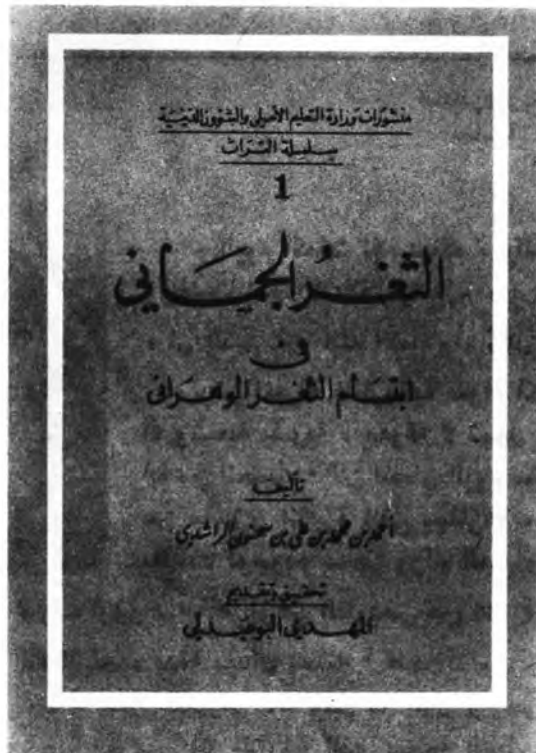 منشورات وزارة التعليم الأصلي والشؤون الدينية
سلسلة التراث
1
الثغر الجماني
في
ابتسام الثغر الوهراني
تأليف
أحمد بن محمد بن علي بن سحنون الراشدي
تحقيق وتقديم
المهدي البوعبدلي